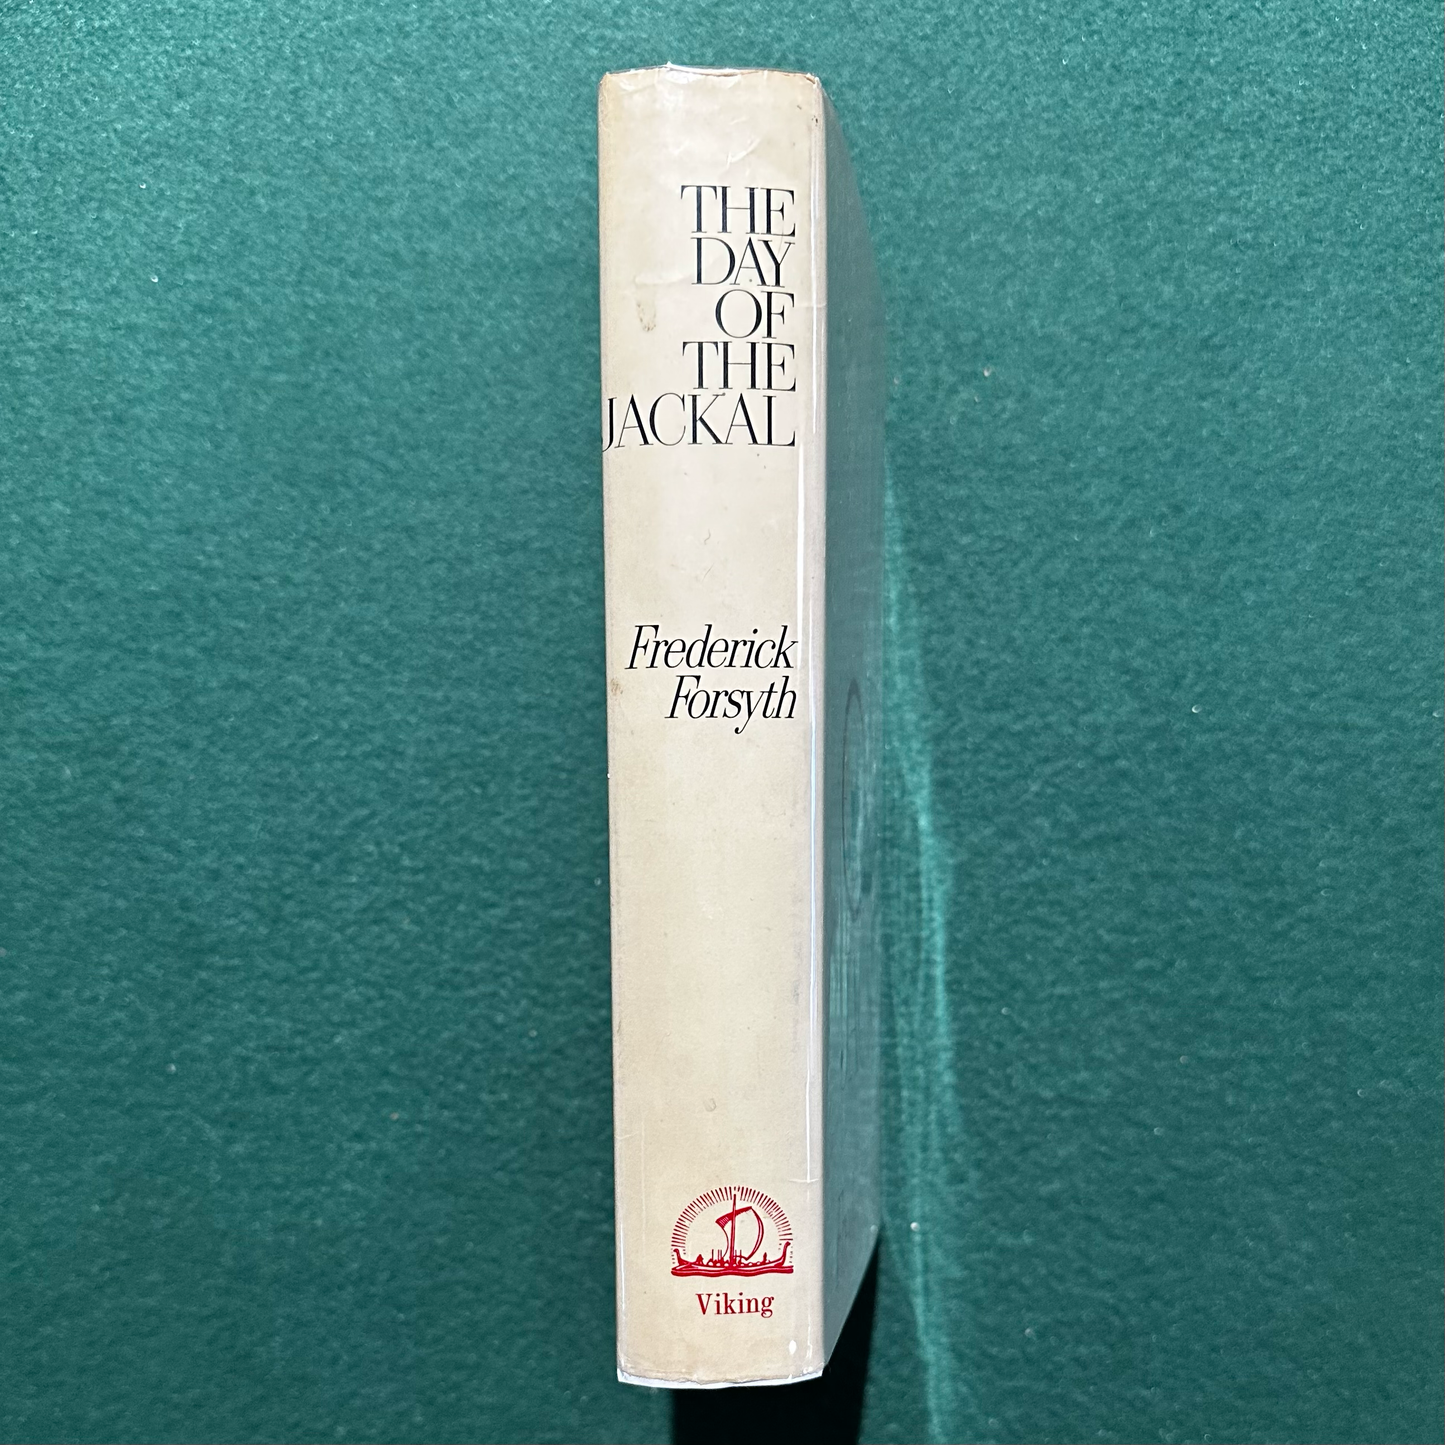 THE
DAY
OF
THE
JACKAL
Frederick
Forsyth
Viking